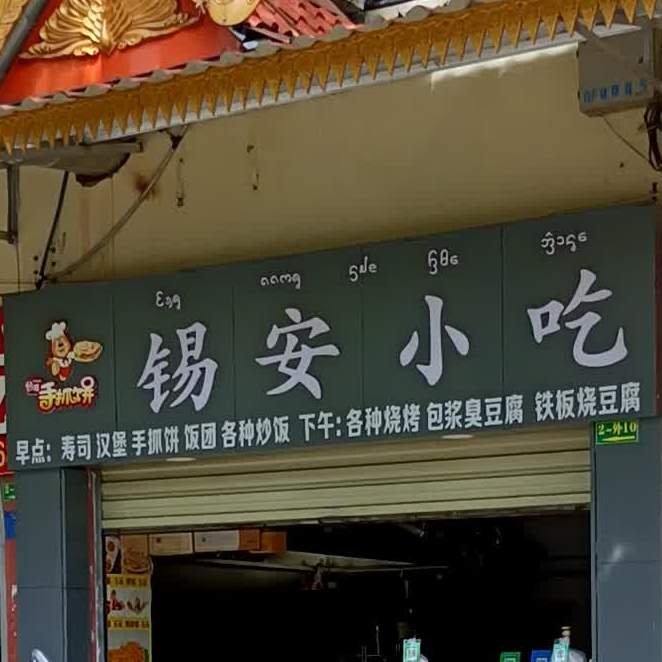 锡安小吃
手抓饼
早点: 寿司 汉堡 手抓饼 饭团 各种炒饭 下午: 各种烧烤 包浆臭豆腐 铁板烧豆腐
2-外10